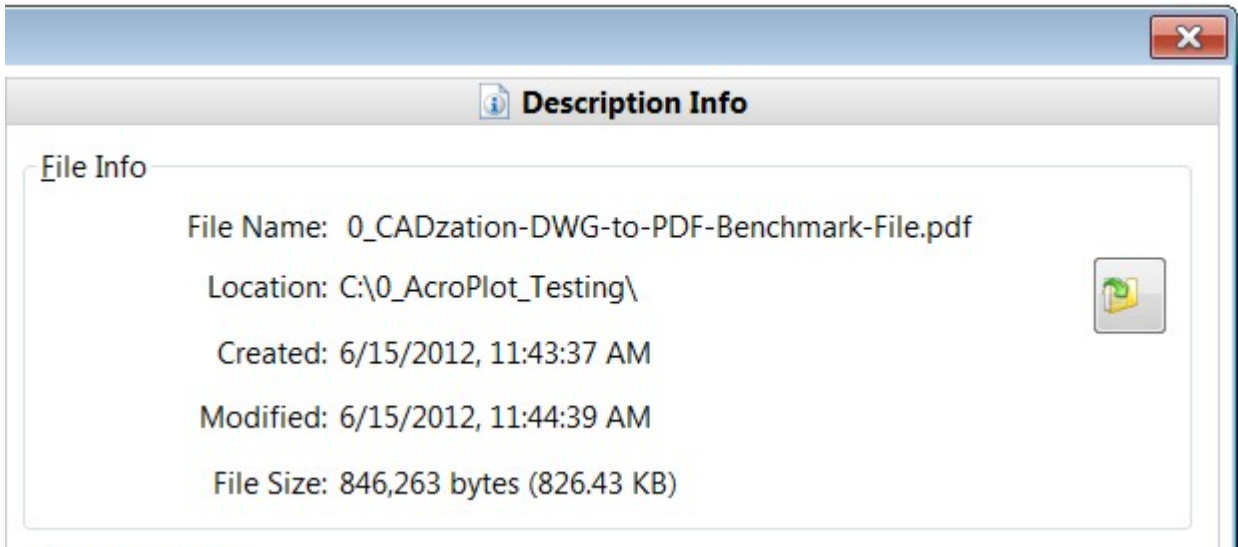 Description Info
File Info
File Name: 0_CADzation-DWG-to-PDF-Benchmark-File.pdf
Location: C:\0_AcroPlot_Testing\
Created: 6/15/2012, 11:43:37 AM
Modified: 6/15/2012, 11:44:39 AM
File Size: 846,263 bytes (826.43 KB)